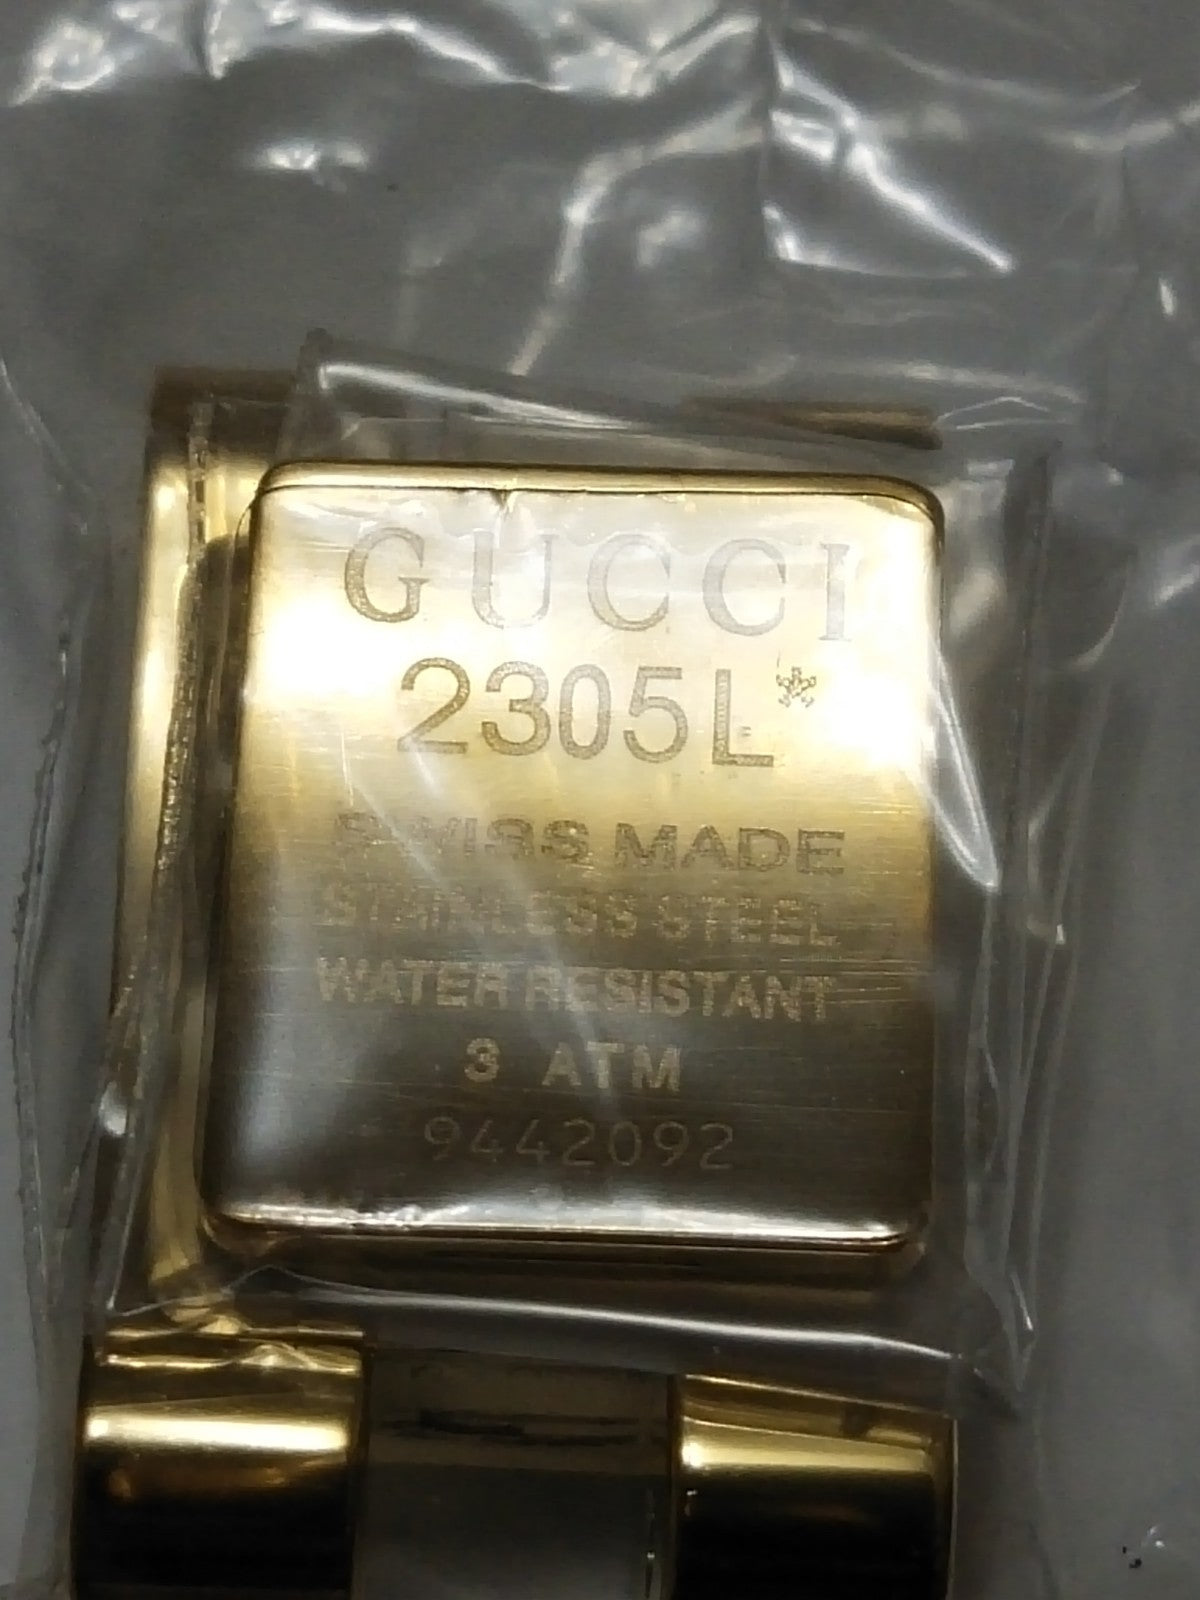 GUCCI
2305L
SWISS MADE
STAINLESS STEEL
WATER RESISTANT
3 ATM
9442092